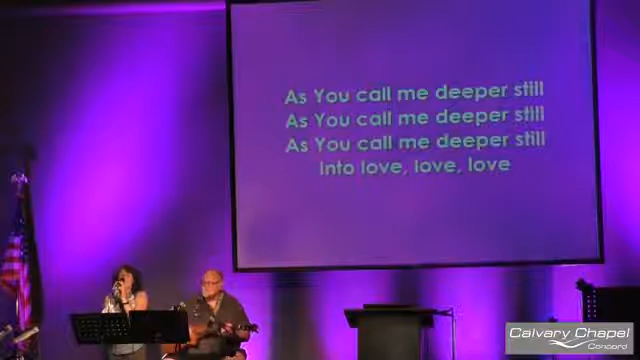 As You call me deeper still
As You call me deeper still
As You call me deeper still
Into love, love, love
Calvary Chapel
Concord